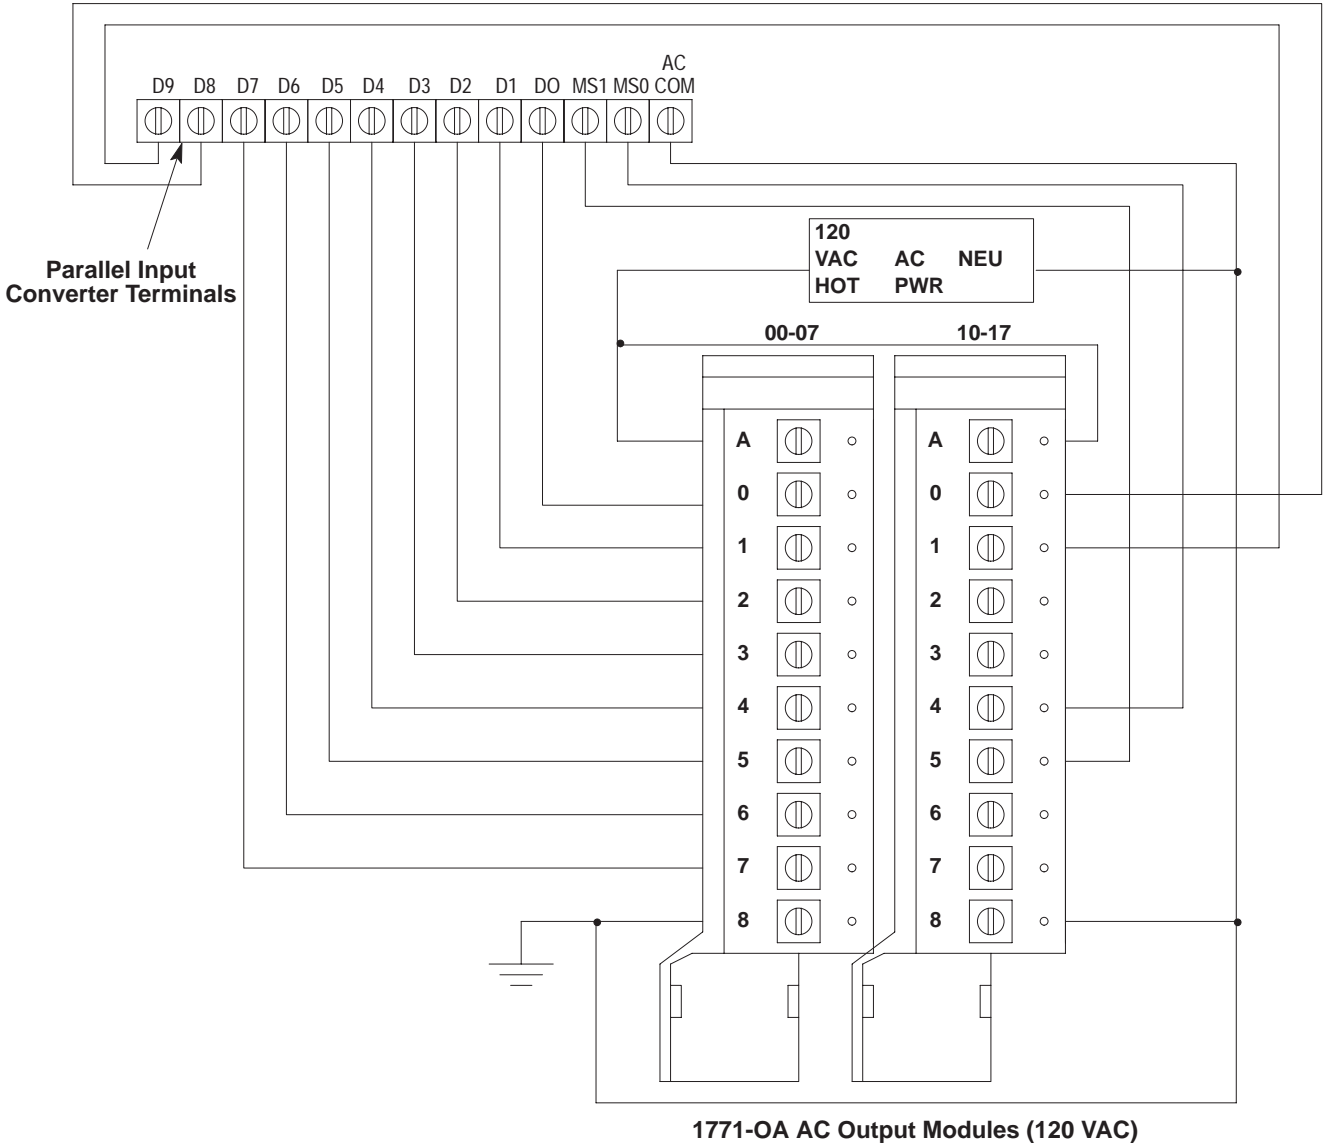 AC
D9 D8 D7 D6 D5 D4 D3 D2 D1 DO MS1 MS0 COM
Parallel Input
Converter Terminals
120
VAC AC NEU
HOT PWR
00-07 10-17
A A
0 0
1 1
2 2
3 3
4 4
5 5
6 6
7 7
8 8
1771-OA AC Output Modules (120 VAC)